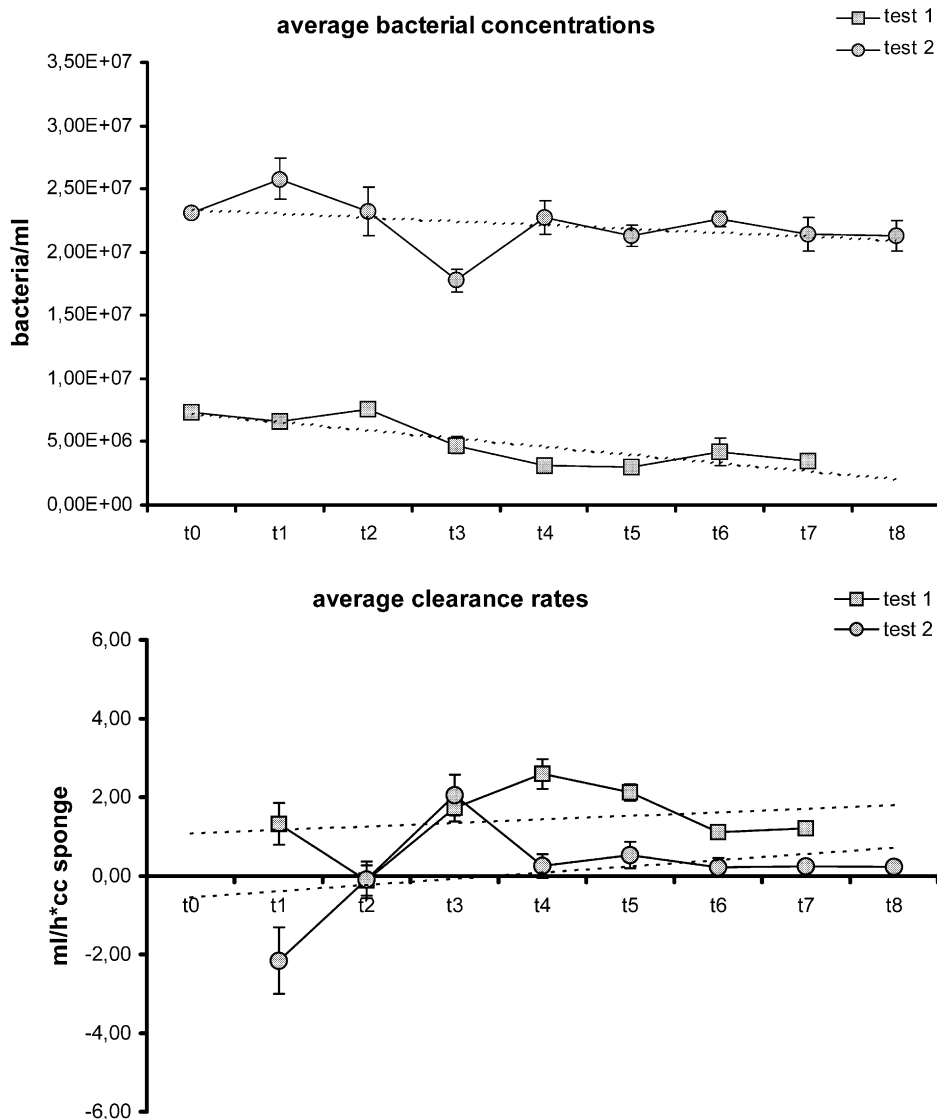 average bacterial concentrations
test 1
test 2
3,50E+07
3,00E+07
2,50E+07
2,00E+07
1,50E+07
1,00E+07
5,00E+06
0,00E+00
bacteria/ml
t0 t1 t2 t3 t4 t5 t6 t7 t8
average clearance rates
test 1
test 2
6,00
4,00
2,00
0,00
-2,00
-4,00
-6,00
ml/h*cc sponge
t0 t1 t2 t3 t4 t5 t6 t7 t8